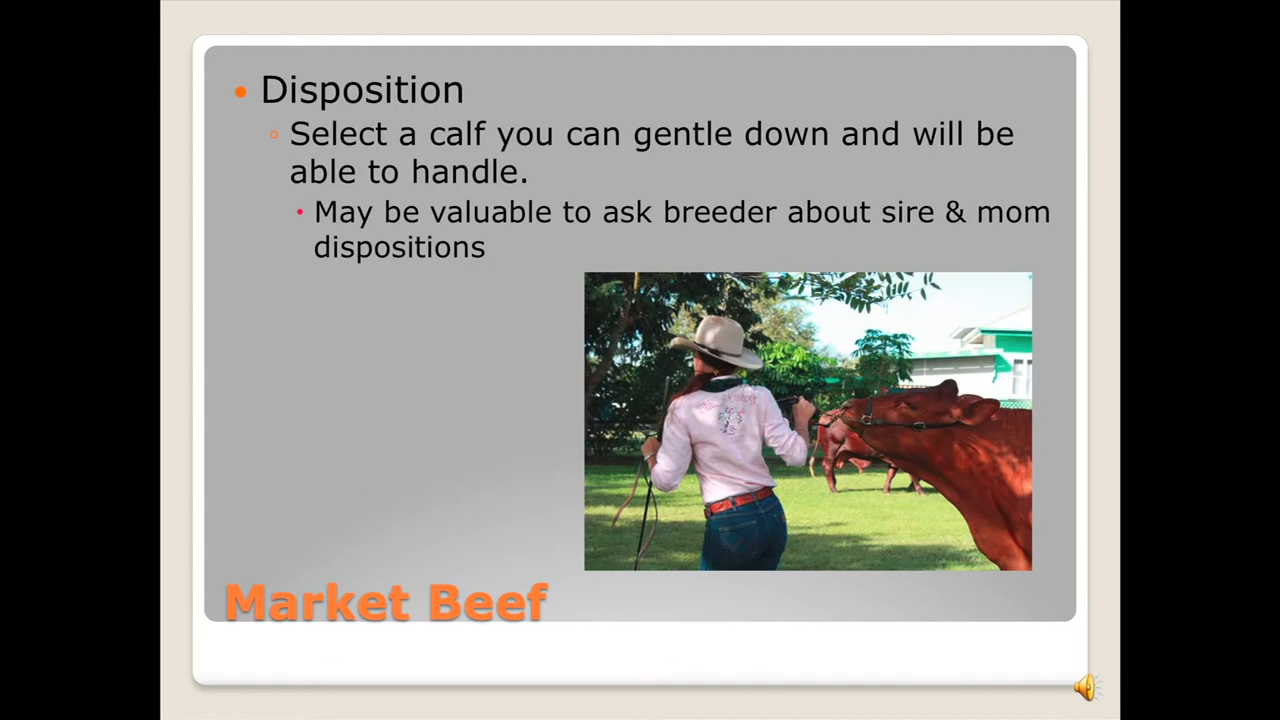 Disposition
Select a calf you can gentle down and will be
able to handle.
May be valuable to ask breeder about sire & mom
dispositions
Market Beef